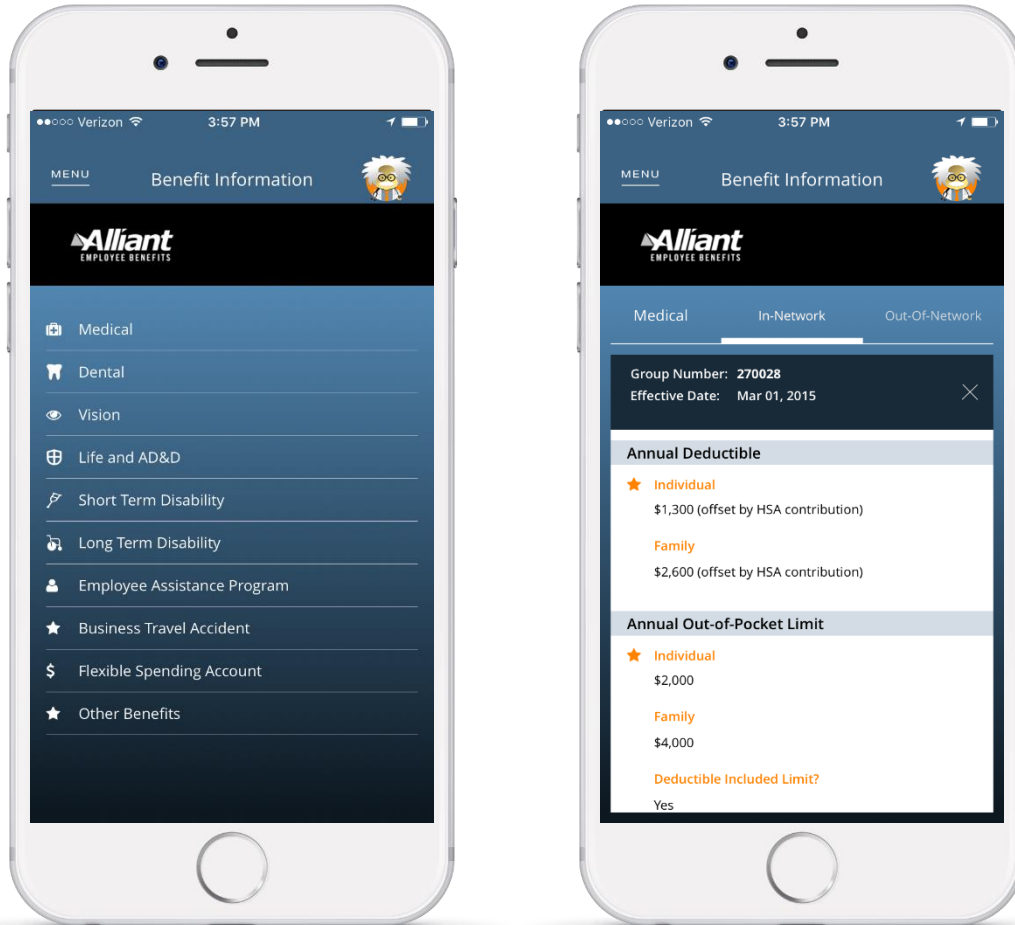 Verizon 3:57 PM
MENU Benefit Information
Alliant
EMPLOYEE BENEFITS
Medical
Dental
Vision
Life and AD&D
Short Term Disability
Long Term Disability
Employee Assistance Program
Business Travel Accident
$ Flexible Spending Account
Other Benefits
Verizon 3:57 PM
MENU Benefit Information
Alliant
EMPLOYEE BENEFITS
Medical In-Network Out-Of-Network
Group Number: 270028
Effective Date: Mar 01, 2015
Annual Deductible
Individual
$1,300 (offset by HSA contribution)
Family
$2,600 (offset by HSA contribution)
Annual Out-of-Pocket Limit
Individual
$2,000
Family
$4,000
Deductible Included Limit?
Yes